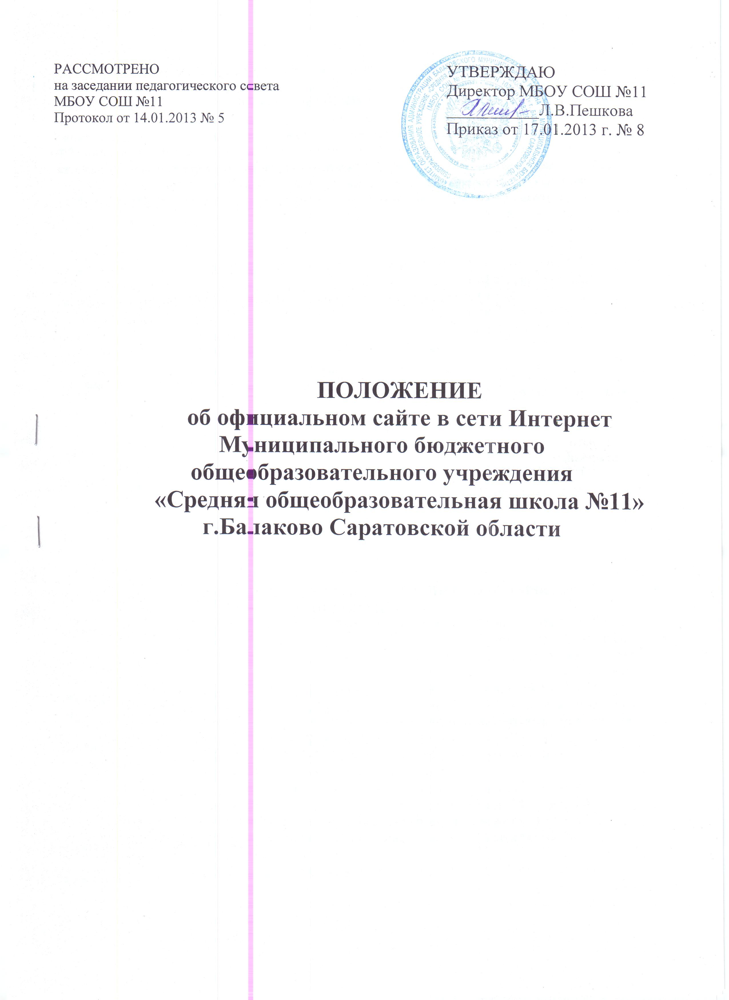 РАССМОТРЕНО
на заседании педагогического совета
МБОУ СОШ №11
Протокол от 14.01.2013 № 5
УТВЕРЖДАЮ
Директор МБОУ СОШ №11
Л.В.Пешкова
Приказ от 17.01.2013 г. № 8
ПОЛОЖЕНИЕ
об официальном сайте в сети Интернет
Муниципального бюджетного
общеобразовательного учреждения
«Средняя общеобразовательная школа №11»
г.Балаково Саратовской области